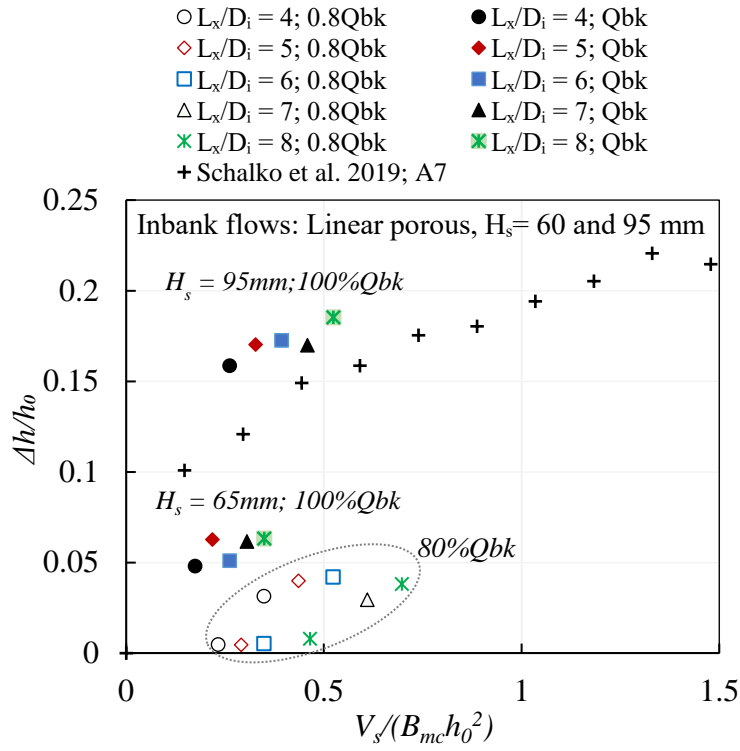 Lx/Di = 4; 0.8Qbk
Lx/Di = 4; Qbk
Lx/Di = 5; 0.8Qbk
Lx/Di = 5; Qbk
Lx/Di = 6; 0.8Qbk
Lx/Di = 6; Qbk
Lx/Di = 7; 0.8Qbk
Lx/Di = 7; Qbk
Lx/Di = 8; 0.8Qbk
Lx/Di = 8; Qbk
Schalko et al. 2019; A7
0.25
Inbank flows: Linear porous, Hs= 60 and 95 mm
Hs = 95mm;100%Qbk
0.2
0.15
Δh/h0
0.1
Hs = 65mm; 100%Qbk
80%Qbk
0.05
0
0
0.5
1
1.5
Vs/(Bmch0²)